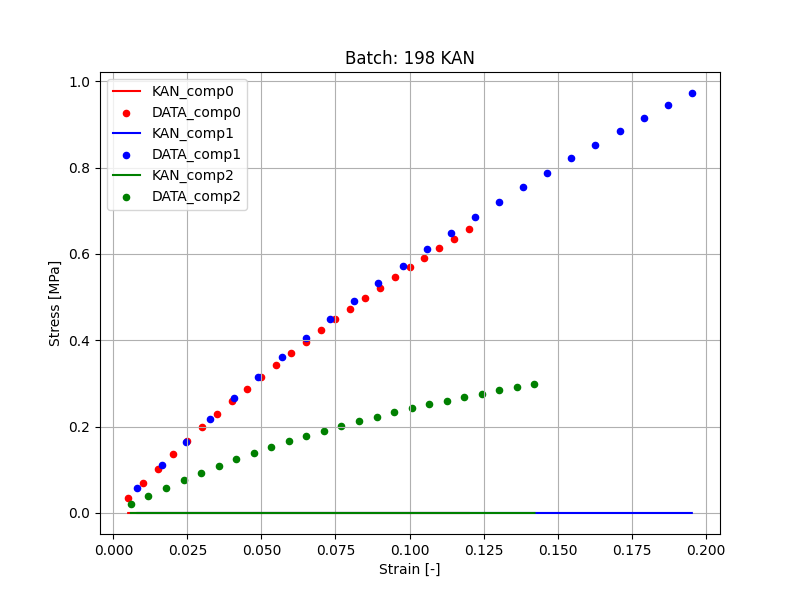 Batch: 198 KAN
KAN_comp0
DATA_comp0
KAN_comp1
DATA_comp1
KAN_comp2
DATA_comp2
1.0
0.8
0.6
0.4
0.2
0.0
Stress [MPa]
0.000 0.025 0.050 0.075 0.100 0.125 0.150 0.175 0.200
Strain [-]